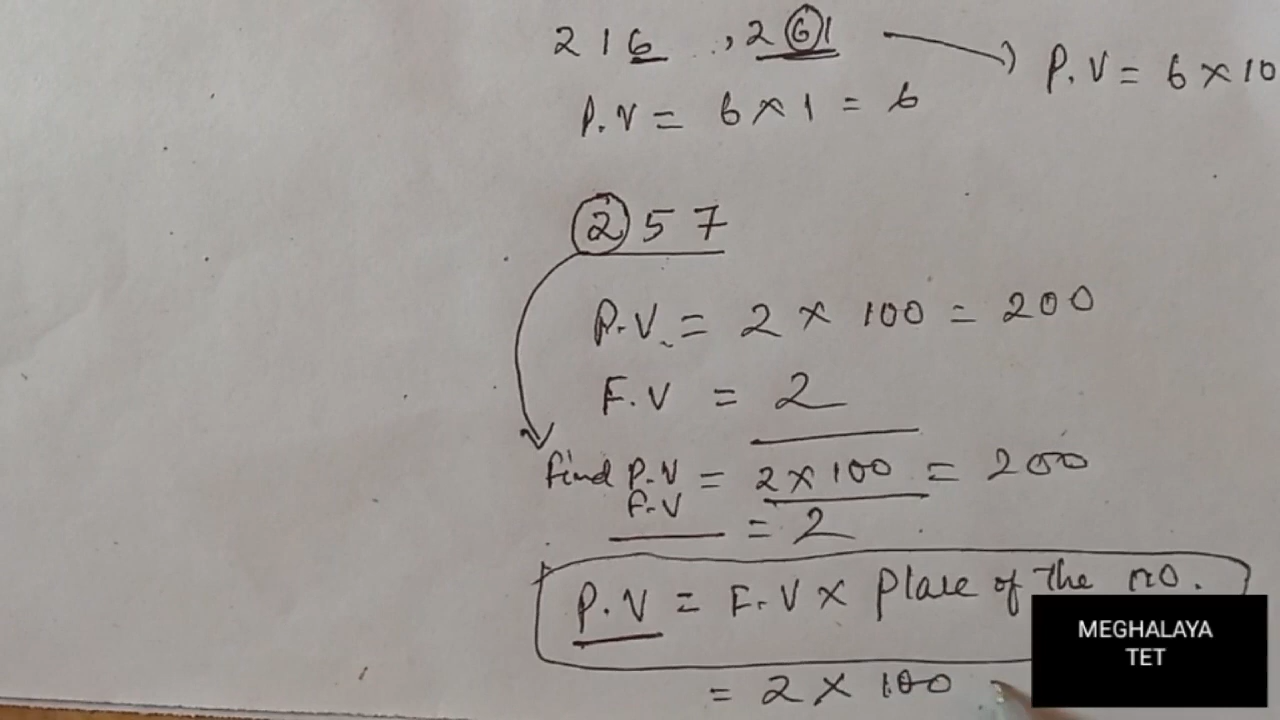 216 , 261 → P.V = 6 × 10
P.V = 6 × 1 = 6
257
P.V. = 2 × 100 = 200
F.V = 2
find P.V = 2 × 100 = 200
F.V = 2
P.V = F.V × Place of the no.
= 2 × 100
MEGHALAYA
TET